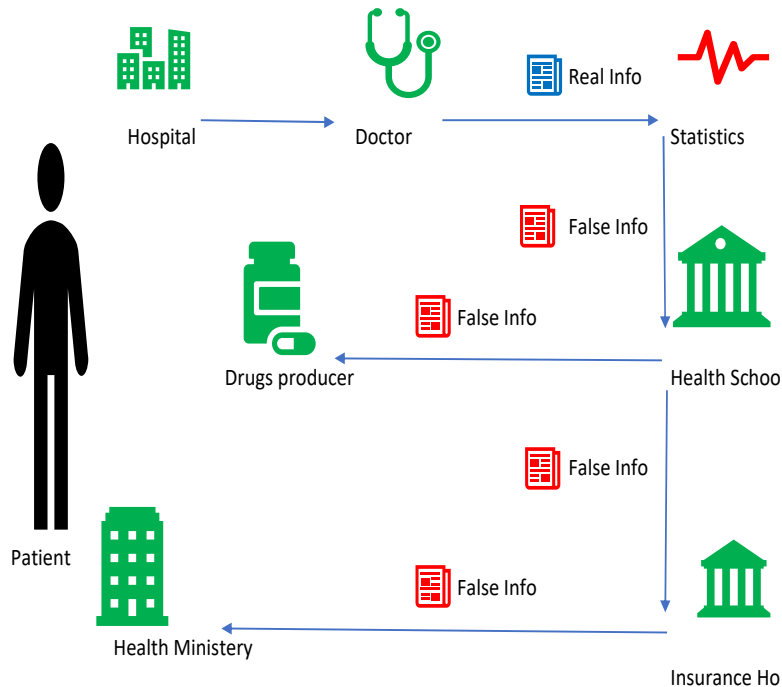 Real Info
Hospital
Doctor
Statistics
False Info
False Info
Drugs producer
Health Schoo
False Info
Patient
False Info
Health Ministery
Insurance Ho